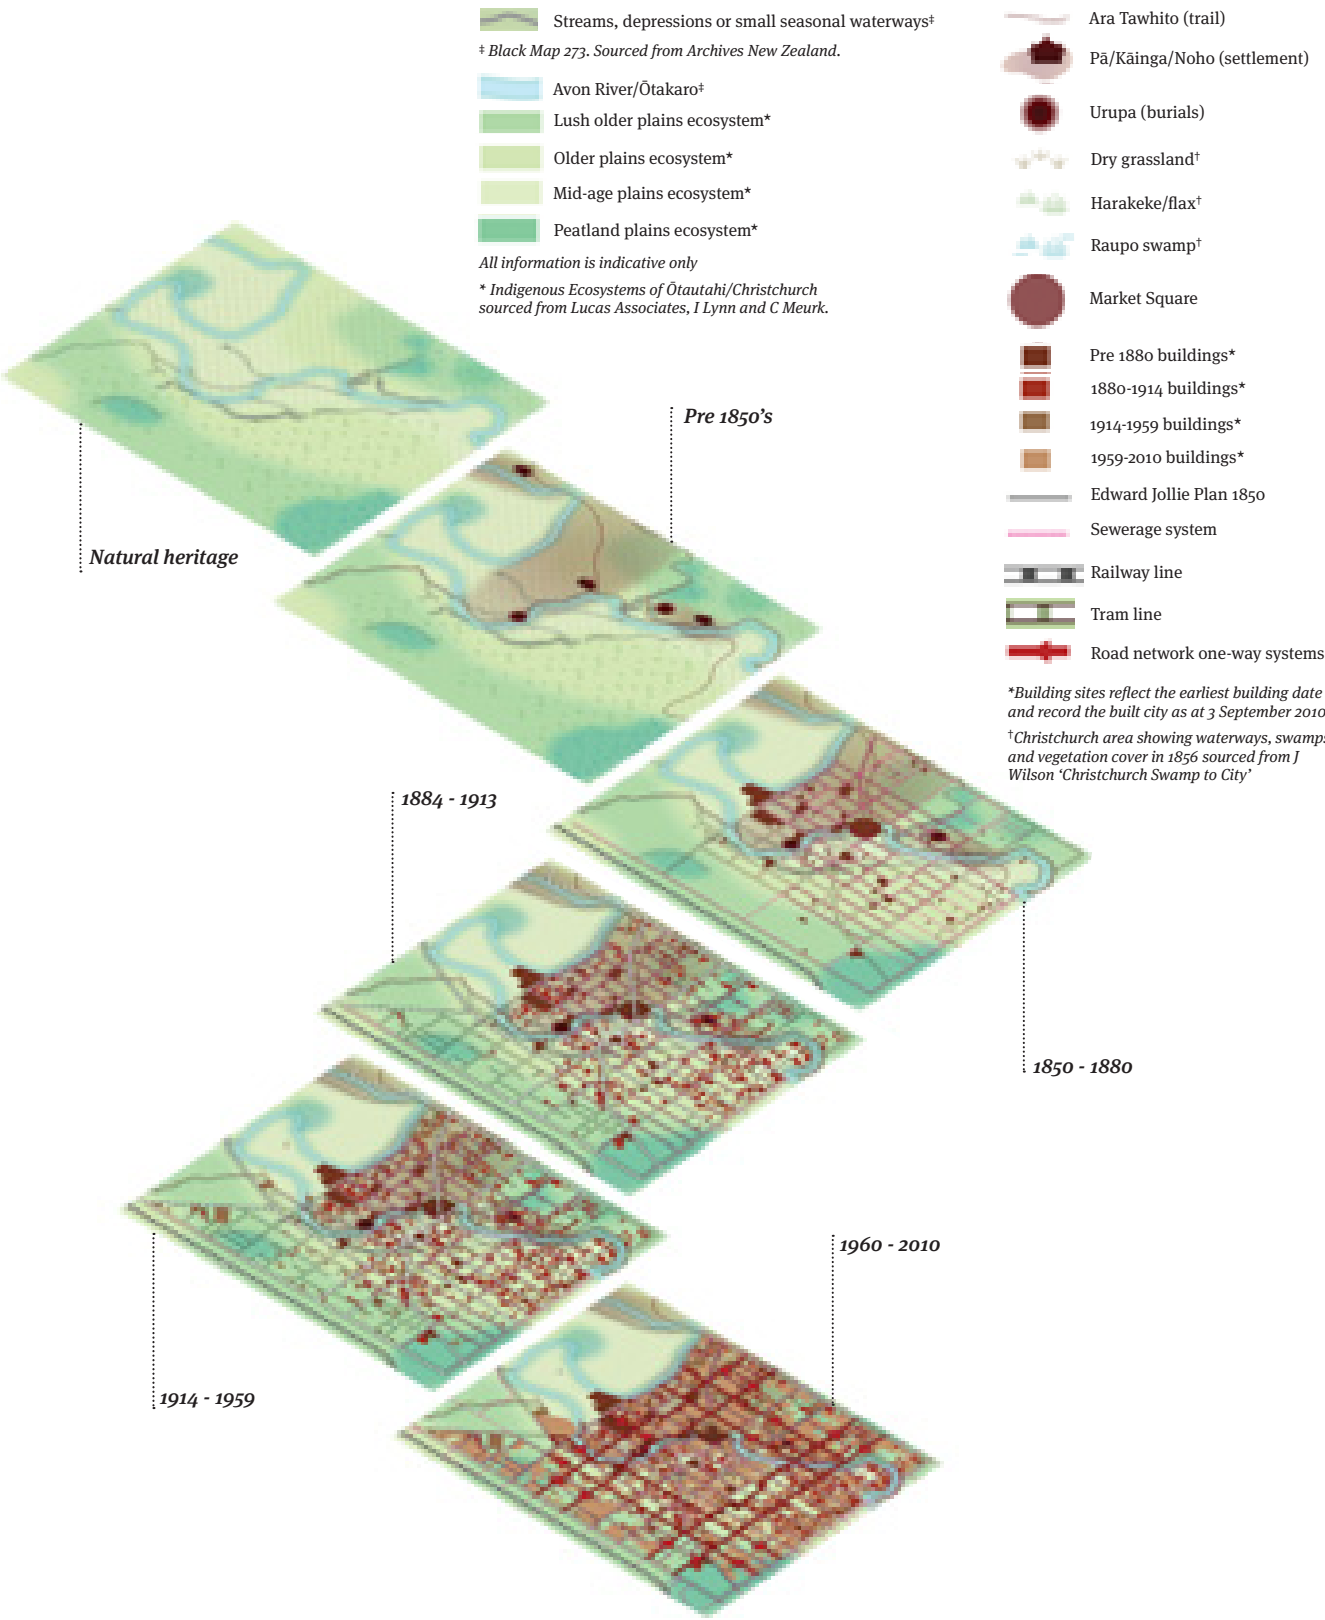 Streams, depressions or small seasonal waterways‡
‡ Black Map 273. Sourced from Archives New Zealand.
Avon River/Ōtakaro‡
Lush older plains ecosystem*
Older plains ecosystem*
Mid-age plains ecosystem*
Peatland plains ecosystem*
All information is indicative only
* Indigenous Ecosystems of Ōtautahi/Christchurch
sourced from Lucas Associates, I Lynn and C Meurk.
Ara Tawhito (trail)
Pā/Kāinga/Noho (settlement)
Urupa (burials)
Dry grassland†
Harakeke/flax†
Raupo swamp†
Market Square
Pre 1880 buildings*
1880-1914 buildings*
1914-1959 buildings*
1959-2010 buildings*
Edward Jollie Plan 1850
Sewerage system
Railway line
Tram line
Road network one-way systems
*Building sites reflect the earliest building date
and record the built city as at 3 September 2010
†Christchurch area showing waterways, swamps
and vegetation cover in 1856 sourced from J
Wilson ‘Christchurch Swamp to City’
Natural heritage
Pre 1850’s
1884 - 1913
1850 - 1880
1914 - 1959
1960 - 2010